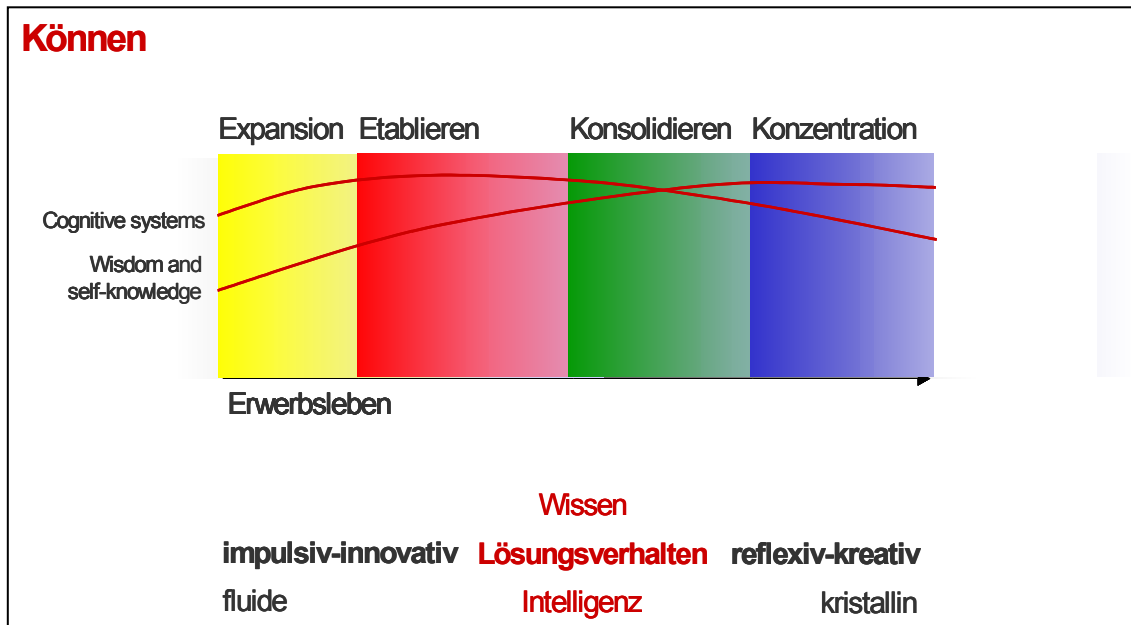 Können
Expansion Etablieren Konsolidieren Konzentration
Cognitive systems
Wisdom and
self-knowledge
Erwerbsleben
Wissen
impulsiv-innovativ Lösungsverhalten reflexiv-kreativ
fluide Intelligenz kristallin